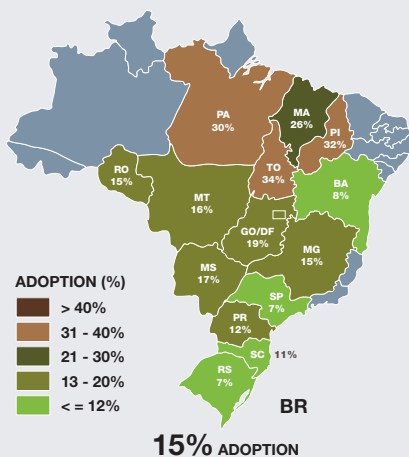 PA
30%
MA
26%
PI
32%
RO
15%
TO
34%
BA
8%
MT
16%
GO/DF
19%
MG
15%
MS
17%
SP
7%
PR
12%
SC 11%
RS
7%
ADOPTION (%)
> 40%
31 - 40%
21 - 30%
13 - 20%
< = 12%
BR
15% ADOPTION